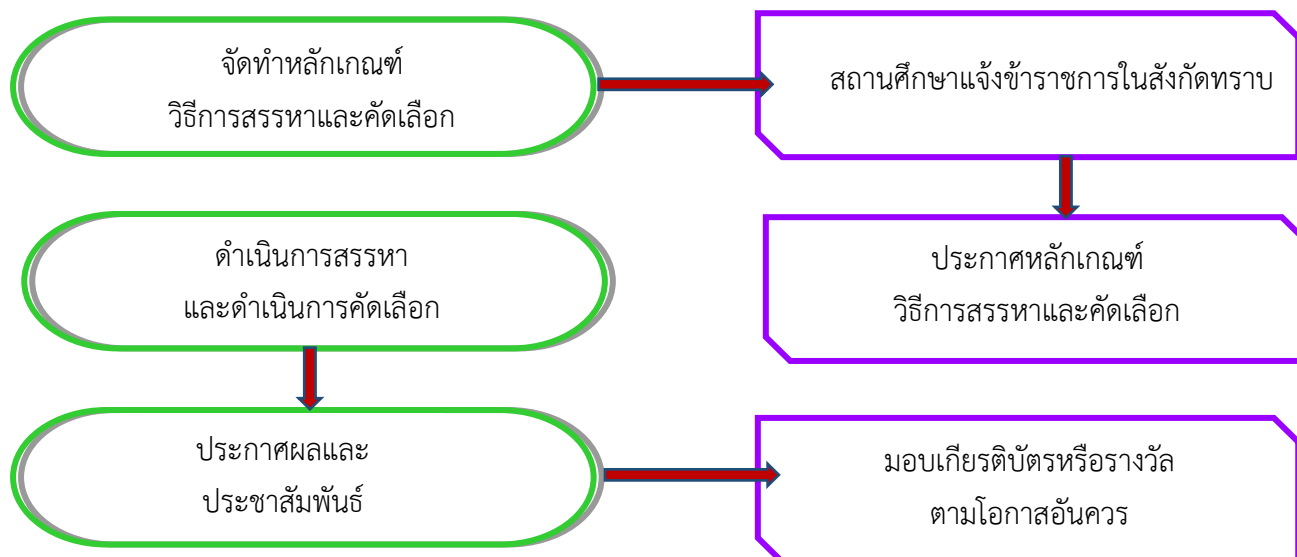 จัดทำหลักเกณฑ์
วิธีการสรรหาและคัดเลือก
สถานศึกษาแจ้งข้าราชการในสังกัดทราบ
ดำเนินการสรรหา
และดำเนินการคัดเลือก
ประกาศหลักเกณฑ์
วิธีการสรรหาและคัดเลือก
ประกาศผลและ
ประชาสัมพันธ์
มอบเกียรติบัตรหรือรางวัล
ตามโอกาสอันควร